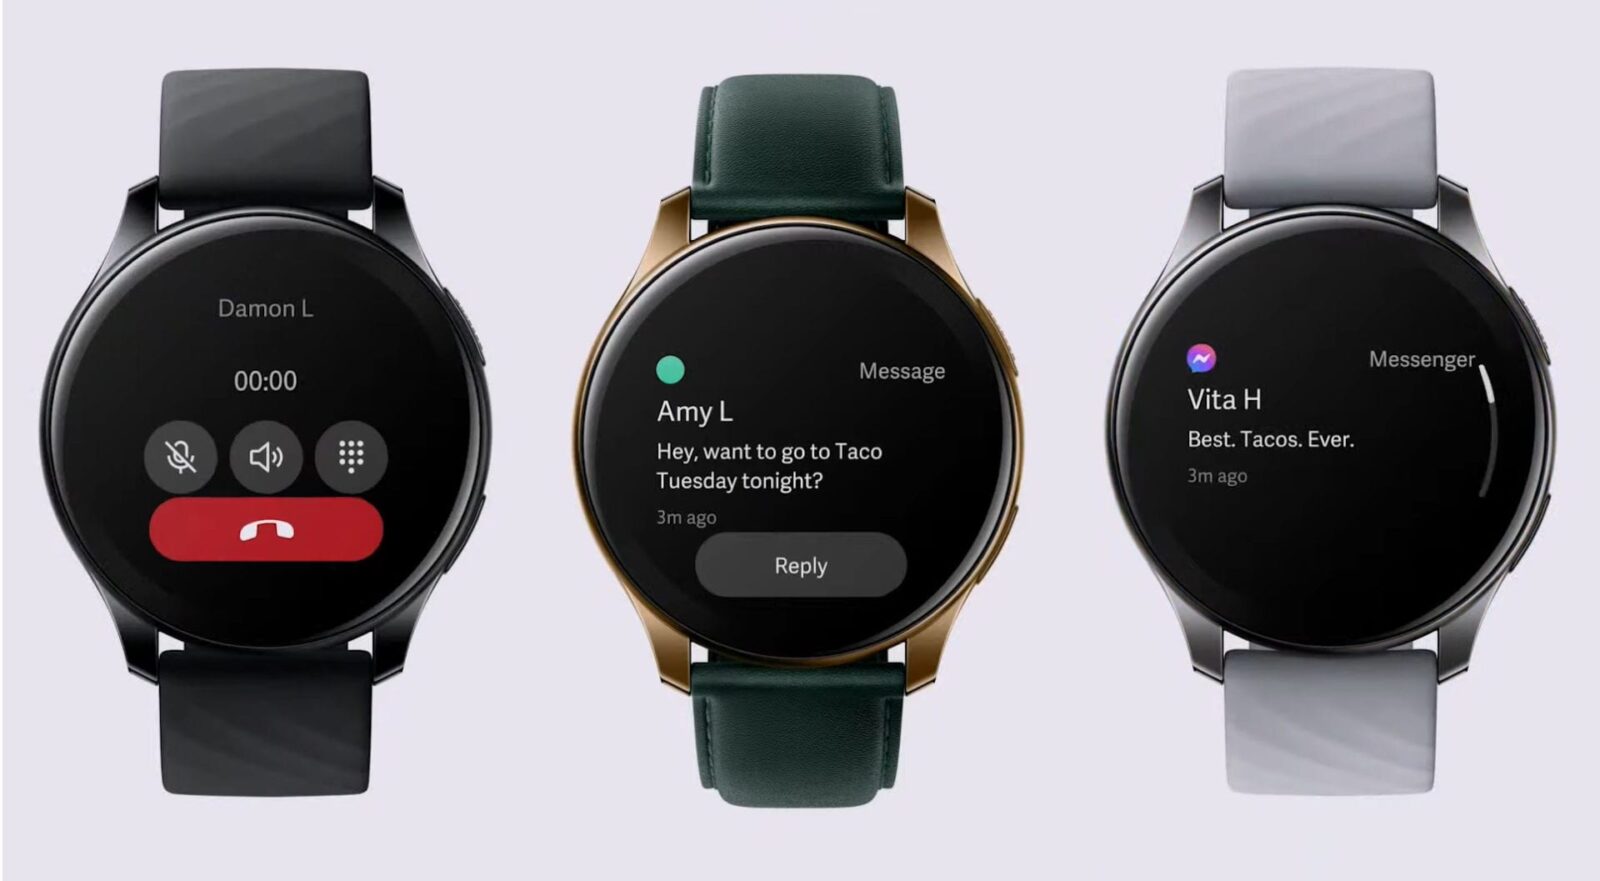 Damon L
00:00
Message
Amy L
Hey, want to go to Taco
Tuesday tonight?
3m ago
Reply
Messenger
Vita H
Best. Tacos. Ever.
3m ago